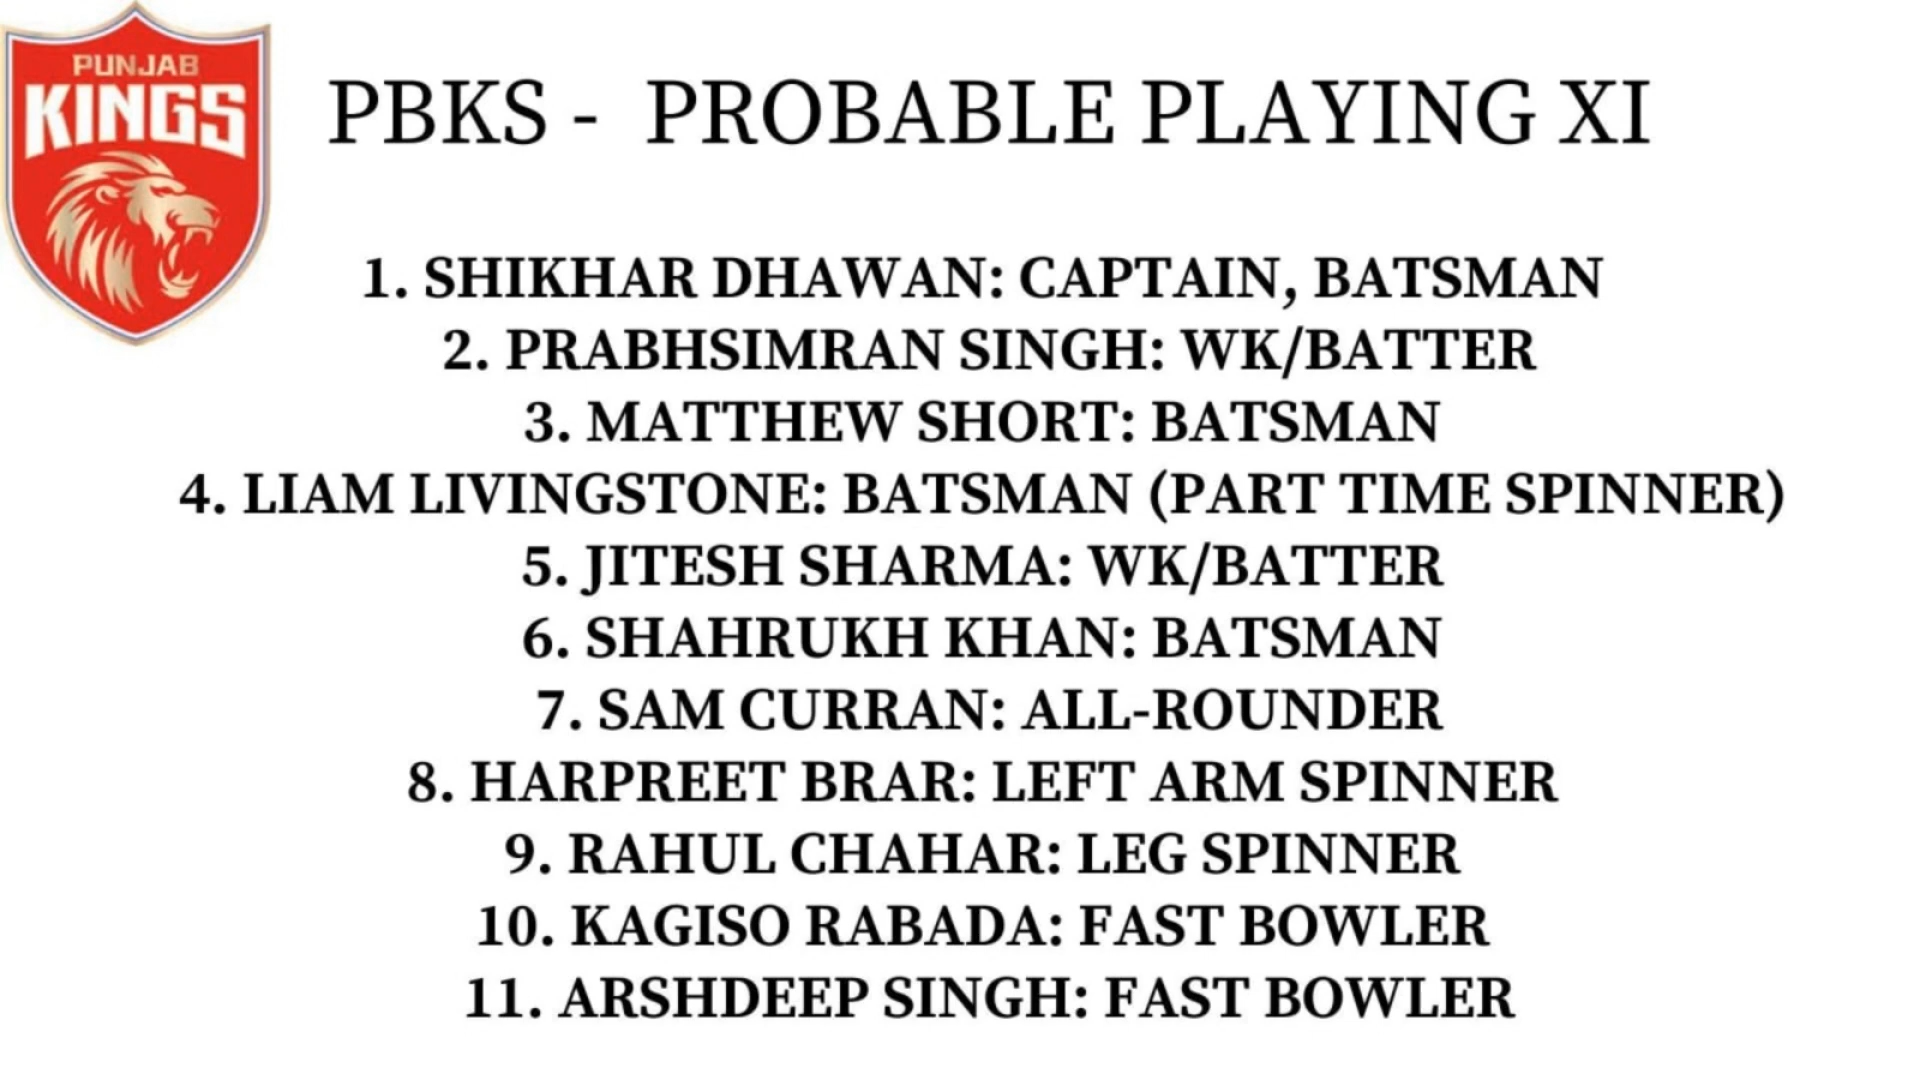 PUNJAB
KINGS
PBKS - PROBABLE PLAYING XI
1. SHIKHAR DHAWAN: CAPTAIN, BATSMAN
2. PRABHSIMRAN SINGH: WK/BATTER
3. MATTHEW SHORT: BATSMAN
4. LIAM LIVINGSTONE: BATSMAN (PART TIME SPINNER)
5. JITESH SHARMA: WK/BATTER
6. SHAHRUKH KHAN: BATSMAN
7. SAM CURRAN: ALL-ROUNDER
8. HARPREET BRAR: LEFT ARM SPINNER
9. RAHUL CHAHAR: LEG SPINNER
10. KAGISO RABADA: FAST BOWLER
11. ARSHDEEP SINGH: FAST BOWLER